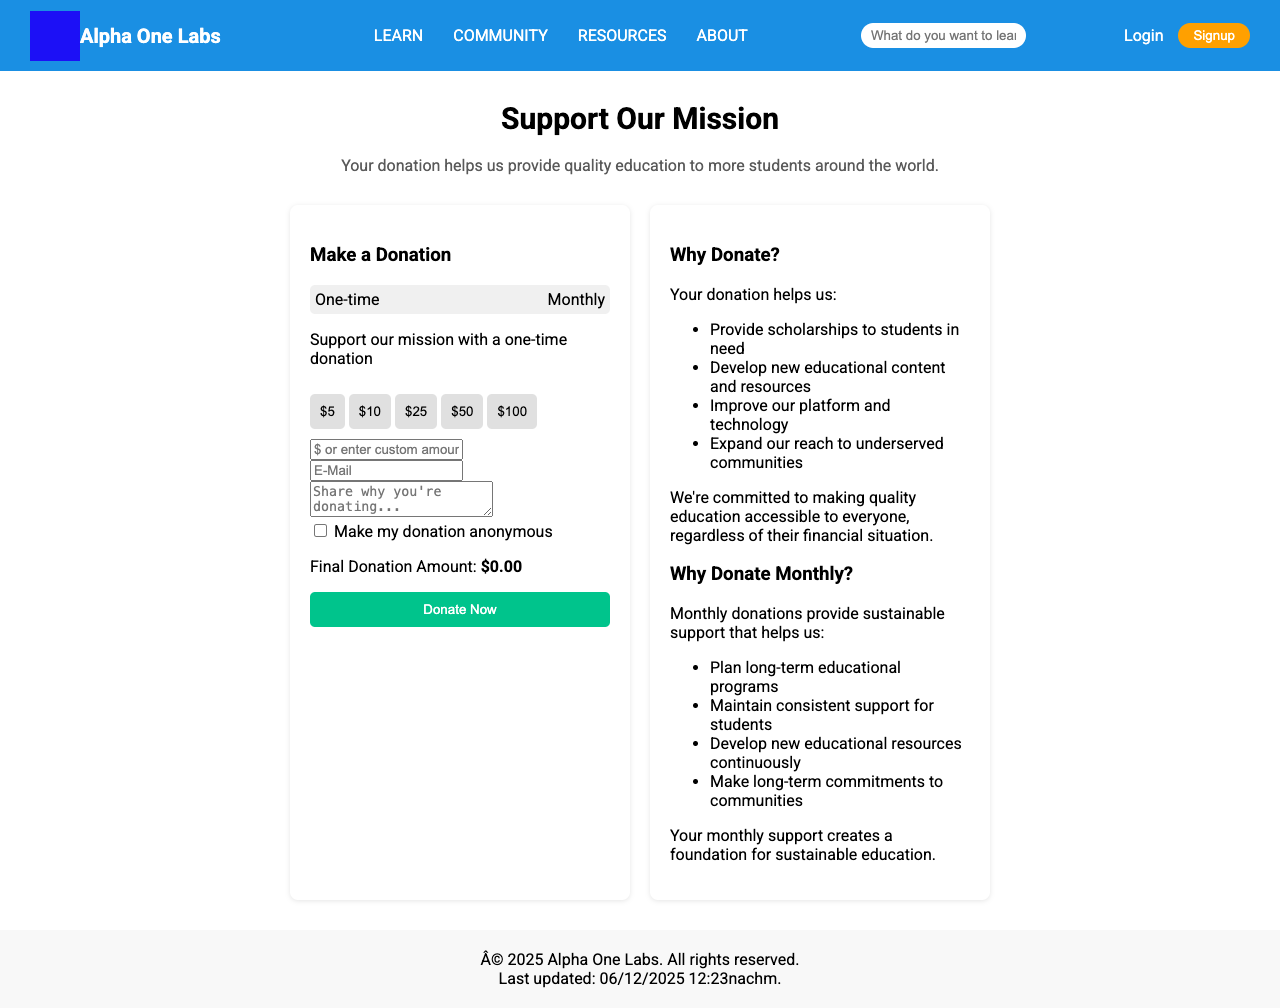 Alpha One Labs
LEARN COMMUNITY RESOURCES ABOUT
What do you want to lear
Login Signup
Support Our Mission
Your donation helps us provide quality education to more students around the world.
Make a Donation
One-time Monthly
Support our mission with a one-time
donation
$5 $10 $25 $50 $100
$ or enter custom amour
E-Mail
Share why you're
donating...
Make my donation anonymous
Final Donation Amount: $0.00
Donate Now
Why Donate?
Your donation helps us:
• Provide scholarships to students in
need
• Develop new educational content
and resources
• Improve our platform and
technology
• Expand our reach to underserved
communities
We're committed to making quality
education accessible to everyone,
regardless of their financial situation.
Why Donate Monthly?
Monthly donations provide sustainable
support that helps us:
• Plan long-term educational
programs
• Maintain consistent support for
students
• Develop new educational resources
continuously
• Make long-term commitments to
communities
Your monthly support creates a
foundation for sustainable education.
Â© 2025 Alpha One Labs. All rights reserved.
Last updated: 06/12/2025 12:23nachm.